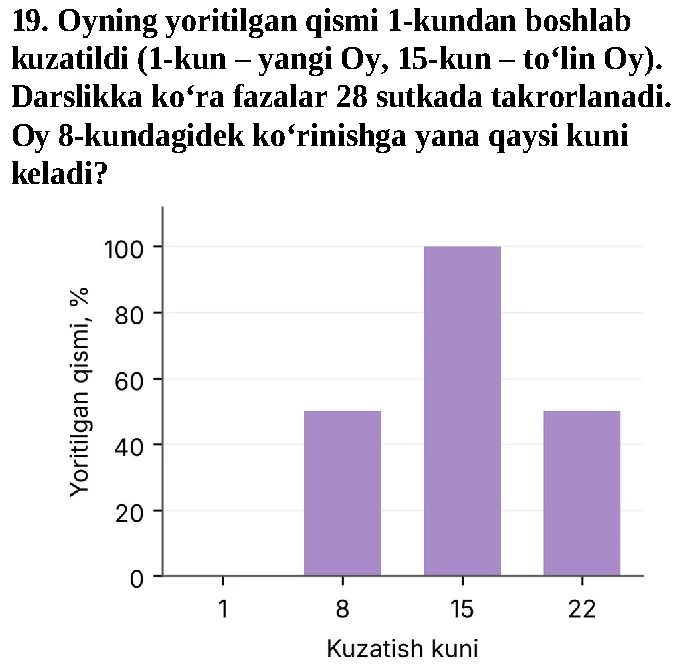 19. Oyning yoritilgan qismi 1-kundan boshlab
kuzatildi (1-kun – yangi Oy, 15-kun – to‘lin Oy).
Darslikka ko‘ra fazalar 28 sutkada takrorlanadi.
Oy 8-kundagidek ko‘rinishga yana qaysi kuni
keladi?
Yoritilgan qismi, %
100
80
60
40
20
0
1 8 15 22
Kuzatish kuni